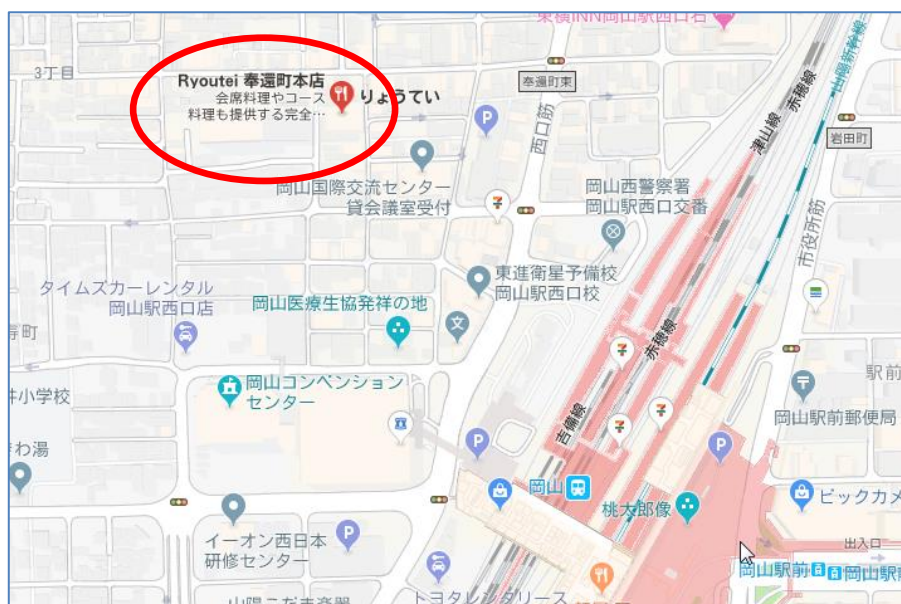 東横INN岡山駅西口右
山陽新幹線
3丁目
奉還町東
Ryoutei 奉還町本店
会席料理やコース
料理も提供する完全…
りょうてい
赤穂線
津山線
岩田町
西口筋
岡山国際交流センター
貸会議室受付
岡山西警察署
岡山駅西口交番
市役所筋
東進衛星予備校
岡山駅西口校
タイムズカーレンタル
岡山駅西口店
岡山医療生協発祥の地
寿町
赤穂線
駅前
岡山コンベンション
センター
井小学校
岡山駅前郵便局
吉備線
わ湯
岡山
桃太郎像
ビックカメ
イーオン西日本
研修センター
出入口
岡山駅前
岡山駅前
トヨタレンタリース